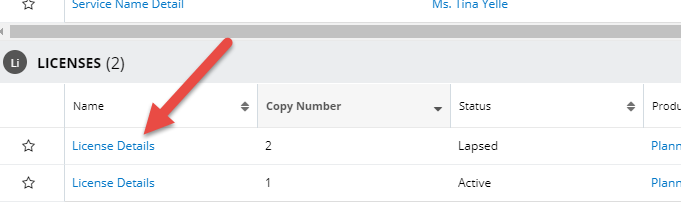 Service Name Detail Ms. Tina Yelle
Li LICENSES (2)
Name Copy Number Status Produ
License Details 2 Lapsed Plann
License Details 1 Active Plann